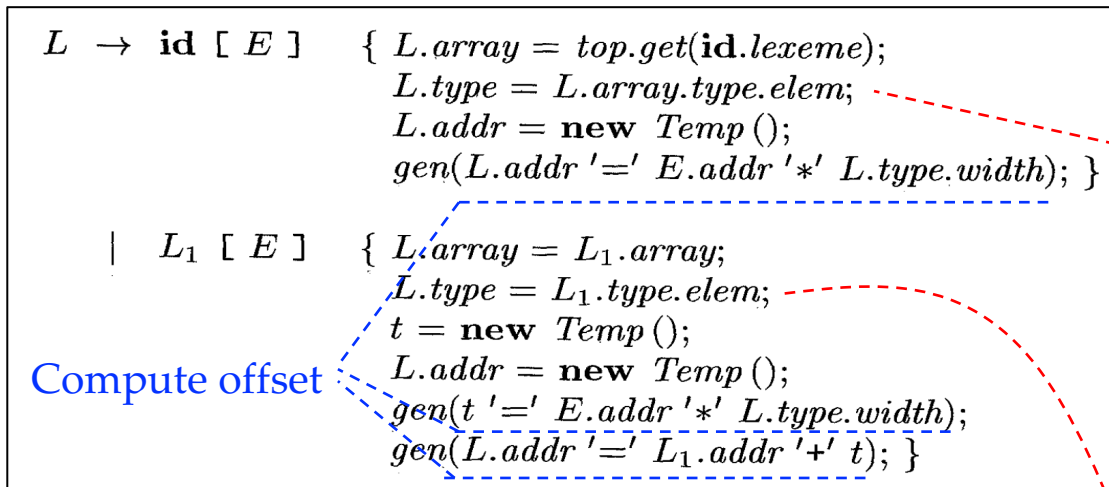 L → id [ E ] { L.array = top.get(id.lexeme);
L.type = L.array.type.elem;
L.addr = new Temp();
gen(L.addr '=' E.addr '*' L.type.width); }
| L₁ [ E ] { L.array = L₁.array;
L.type = L₁.type.elem;
t = new Temp();
L.addr = new Temp();
gen(t '=' E.addr '*' L.type.width);
gen(L.addr '=' L₁.addr '+' t); }
Compute offset